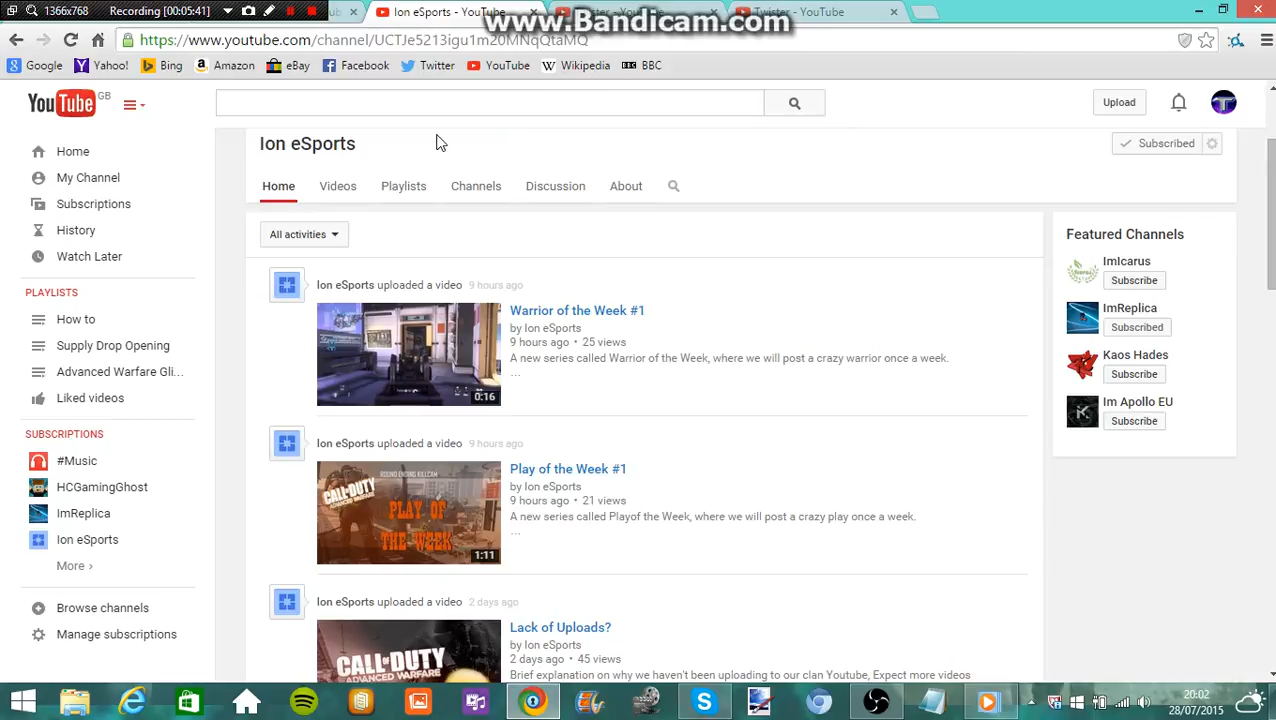 1366x768 Recording [00:05:41]
Ion eSports - YouTube
Twister - YouTube
www.Bandicam.com
https://www.youtube.com/channel/UCTJe5213igu1m20MNqQtaMQ
Google Yahoo! Bing Amazon eBay Facebook Twitter YouTube Wikipedia BBC
YouTube GB
Upload
Ion eSports
Subscribed
Home Videos Playlists Channels Discussion About
Home
My Channel
Subscriptions
History
Watch Later
PLAYLISTS
How to
Supply Drop Opening
Advanced Warfare Gli...
Liked videos
SUBSCRIPTIONS
#Music
HCGamingGhost
ImReplica
Ion eSports
More ›
Browse channels
Manage subscriptions
All activities
Ion eSports uploaded a video 9 hours ago
0:16
Warrior of the Week #1
by Ion eSports
9 hours ago • 25 views
A new series called Warrior of the Week, where we will post a crazy warrior once a week.
...
Ion eSports uploaded a video 9 hours ago
ROUND ENDING KILLCAM
CALL OF DUTY
ADVANCED WARFARE
PLAY OF
THE WEEK
1:11
Play of the Week #1
by Ion eSports
9 hours ago • 21 views
A new series called Playof the Week, where we will post a crazy play once a week.
...
Ion eSports uploaded a video 2 days ago
CALL OF DUTY
ADVANCED WARFARE
Lack of Uploads?
by Ion eSports
2 days ago • 45 views
Brief explanation on why we haven't been uploading to our clan Youtube, Expect more videos
Featured Channels
ImIcarus
Subscribe
ImReplica
Subscribed
Kaos Hades
Subscribe
Im Apollo EU
Subscribe
20:02
28/07/2015